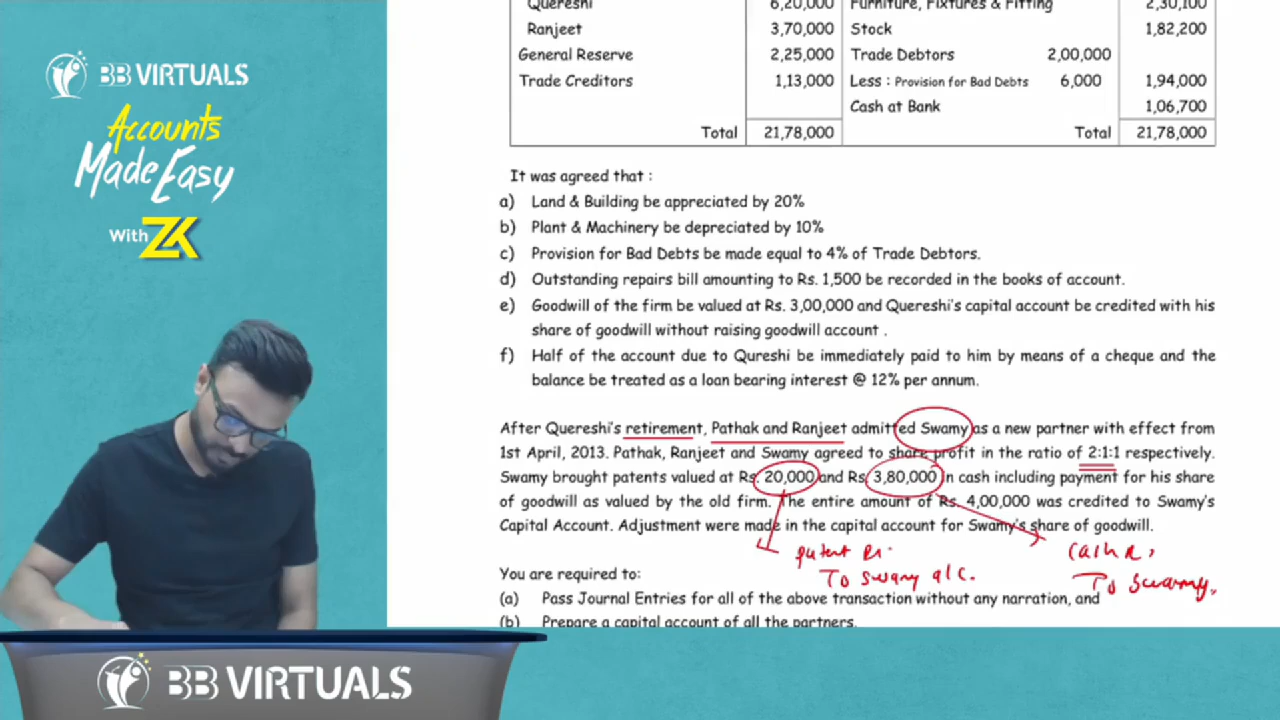 BB VIRTUALS
Accounts
Made Easy
With ZK
Quereshi 6,20,000 Furniture, Fixtures & Fitting 2,30,100
Ranjeet 3,70,000 Stock 1,82,200
General Reserve 2,25,000 Trade Debtors 2,00,000
Trade Creditors 1,13,000 Less : Provision for Bad Debts 6,000 1,94,000
Cash at Bank 1,06,700
Total 21,78,000 Total 21,78,000
It was agreed that :
a) Land & Building be appreciated by 20%
b) Plant & Machinery be depreciated by 10%
c) Provision for Bad Debts be made equal to 4% of Trade Debtors.
d) Outstanding repairs bill amounting to Rs. 1,500 be recorded in the books of account.
e) Goodwill of the firm be valued at Rs. 3,00,000 and Quereshi's capital account be credited with his
share of goodwill without raising goodwill account .
f) Half of the account due to Qureshi be immediately paid to him by means of a cheque and the
balance be treated as a loan bearing interest @ 12% per annum.
After Quereshi's retirement, Pathak and Ranjeet admitted Swamy as a new partner with effect from
1st April, 2013. Pathak, Ranjeet and Swamy agreed to share profit in the ratio of 2:1:1 respectively.
Swamy brought patents valued at Rs. 20,000 and Rs. 3,80,000 in cash including payment for his share
of goodwill as valued by the old firm. The entire amount of Rs. 4,00,000 was credited to Swamy's
Capital Account. Adjustment were made in the capital account for Swamy's share of goodwill.
patent Dr. Cash
To Swamy a/c. To Swamy.
You are required to:
(a) Pass Journal Entries for all of the above transaction without any narration, and
(b) Prepare a capital account of all the partners.
BB VIRTUALS